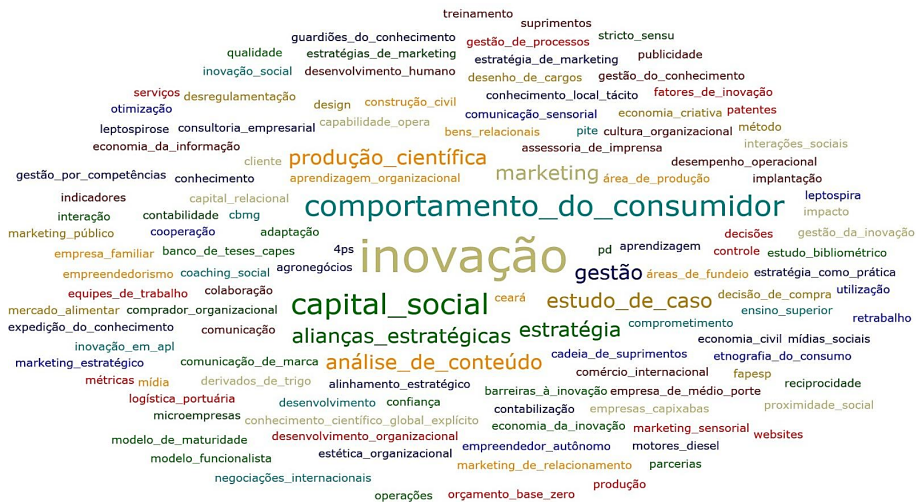 treinamento
suprimentos
guardiões_do_conhecimento
gestão_de_processos
stricto_sensu
qualidade
estratégias_de_marketing
estratégia_de_marketing
publicidade
inovação_social
desenvolvimento_humano
desenho_de_cargos
gestão_do_conhecimento
serviços
desregulamentação
conhecimento_local_tácito
fatores_de_inovação
otimização
design
construção_civil
comunicação_sensorial
economia_criativa
patentes
leptospirose
consultoria_empresarial
capabilidade_opera
bens_relacionais
pite
cultura_organizacional
método
economia_da_informação
assessoria_de_imprensa
interações_sociais
cliente
produção_científica
desempenho_operacional
gestão_por_competências
conhecimento
aprendizagem_organizacional
marketing
área_de_produção
implantação
indicadores
capital_relacional
comportamento_do_consumidor
leptospira
interação
contabilidade
cbmg
impacto
marketing_público
cooperação
adaptação
decisões
gestão_da_inovação
empresa_familiar
banco_de_teses_capes
4ps
inovação
pd
aprendizagem
controle
estudo_bibliométrico
empreendedorismo
coaching_social
agronegócios
gestão
áreas_de_fundeio
estratégia_como_prática
equipes_de_trabalho
colaboração
capital_social
ceará
estudo_de_caso
decisão_de_compra
utilização
mercado_alimentar
comprador_organizacional
ensino_superior
retrabalho
expedição_do_conhecimento
comunicação
alianças_estratégicas
estratégia
comprometimento
economia_civil
mídias_sociais
inovação_em_apl
análise_de_conteúdo
cadeia_de_suprimentos
etnografia_do_consumo
marketing_estratégico
comunicação_de_marca
comércio_internacional
fapesp
métricas
mídia
derivados_de_trigo
alinhamento_estratégico
barreiras_à_inovação
empresa_de_médio_porte
reciprocidade
logística_portuária
desenvolvimento
confiança
contabilização
empresas_capixabas
proximidade_social
microempresas
conhecimento_científico_global_explícito
economia_da_inovação
marketing_sensorial
websites
modelo_de_maturidade
desenvolvimento_organizacional
empreendedor_autônomo
motores_diesel
modelo_funcionalista
estética_organizacional
marketing_de_relacionamento
parcerias
negociações_internacionais
produção
operações
orçamento_base_zero